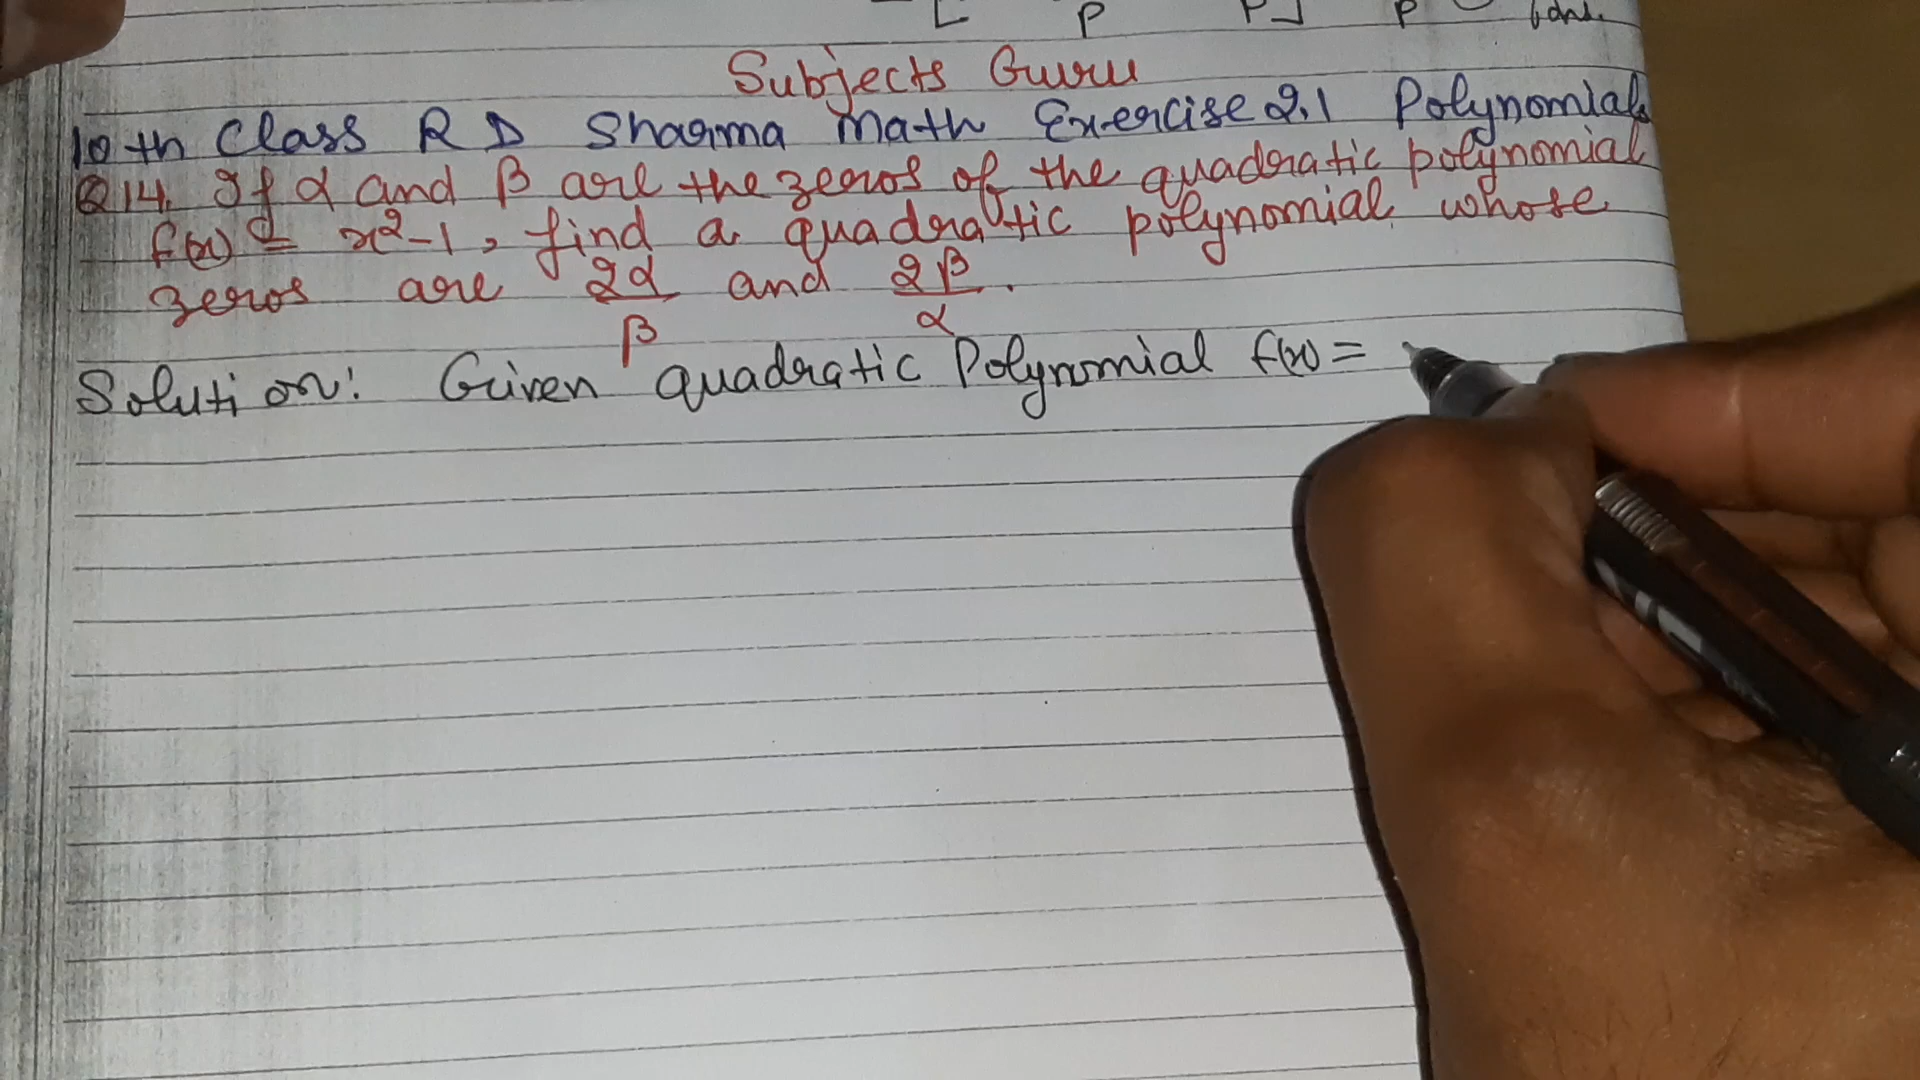 [ P P] P
Subjects Guru
10th Class R D Sharma Math Exercise 2.1 Polynomials
Q14. If α and β are the zeros of the quadratic polynomial
f(x) = x²-1, find a quadratic polynomial whose
zeros are 2α/β and 2β/α.
Solution: Given quadratic Polynomial f(x) =